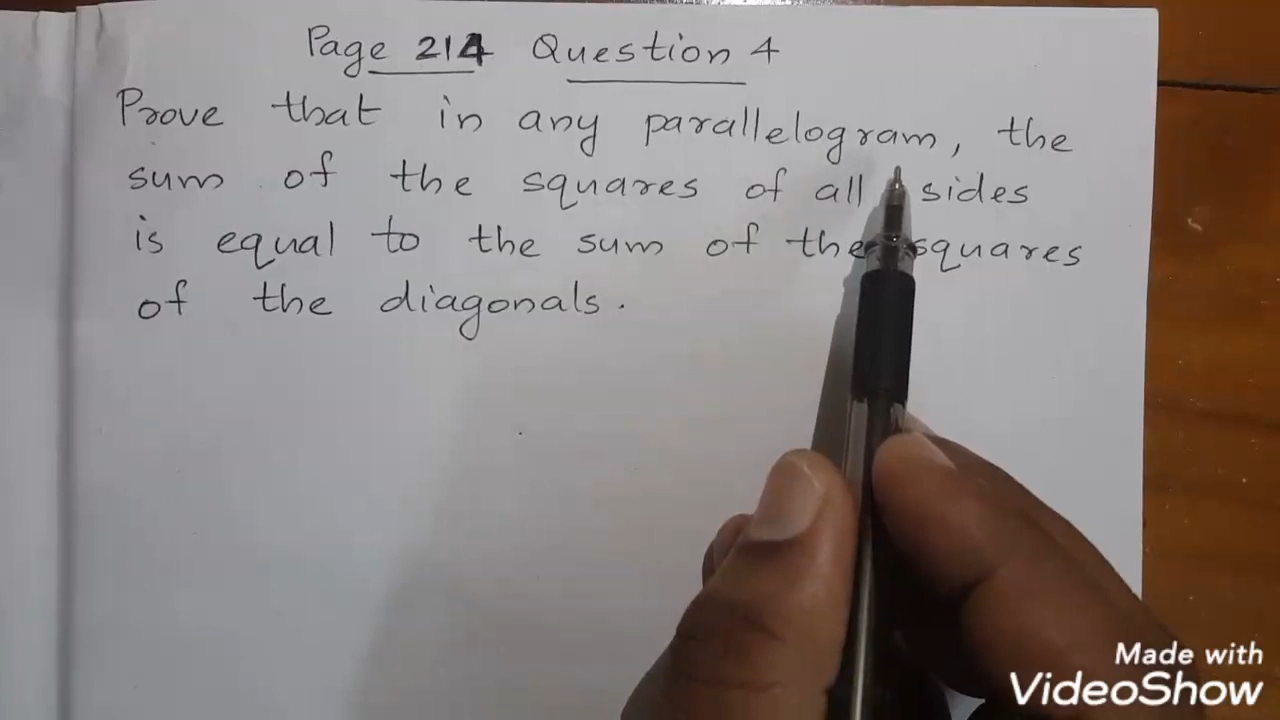 Page 214 Question 4
Prove that in any parallelogram, the
sum of the squares of all sides
is equal to the sum of the squares
of the diagonals.
Made with
VideoShow